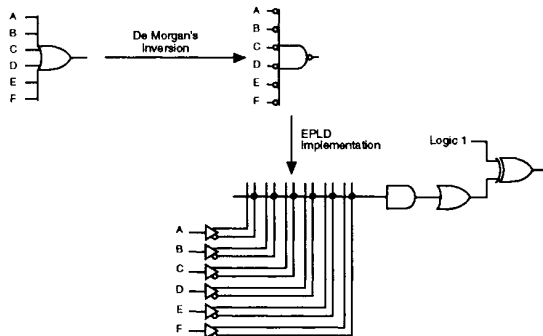 A
B
C
D
E
F
De Morgan's
Inversion
A
B
C
D
E
F
EPLD
Implementation
Logic 1
A
B
C
D
E
F